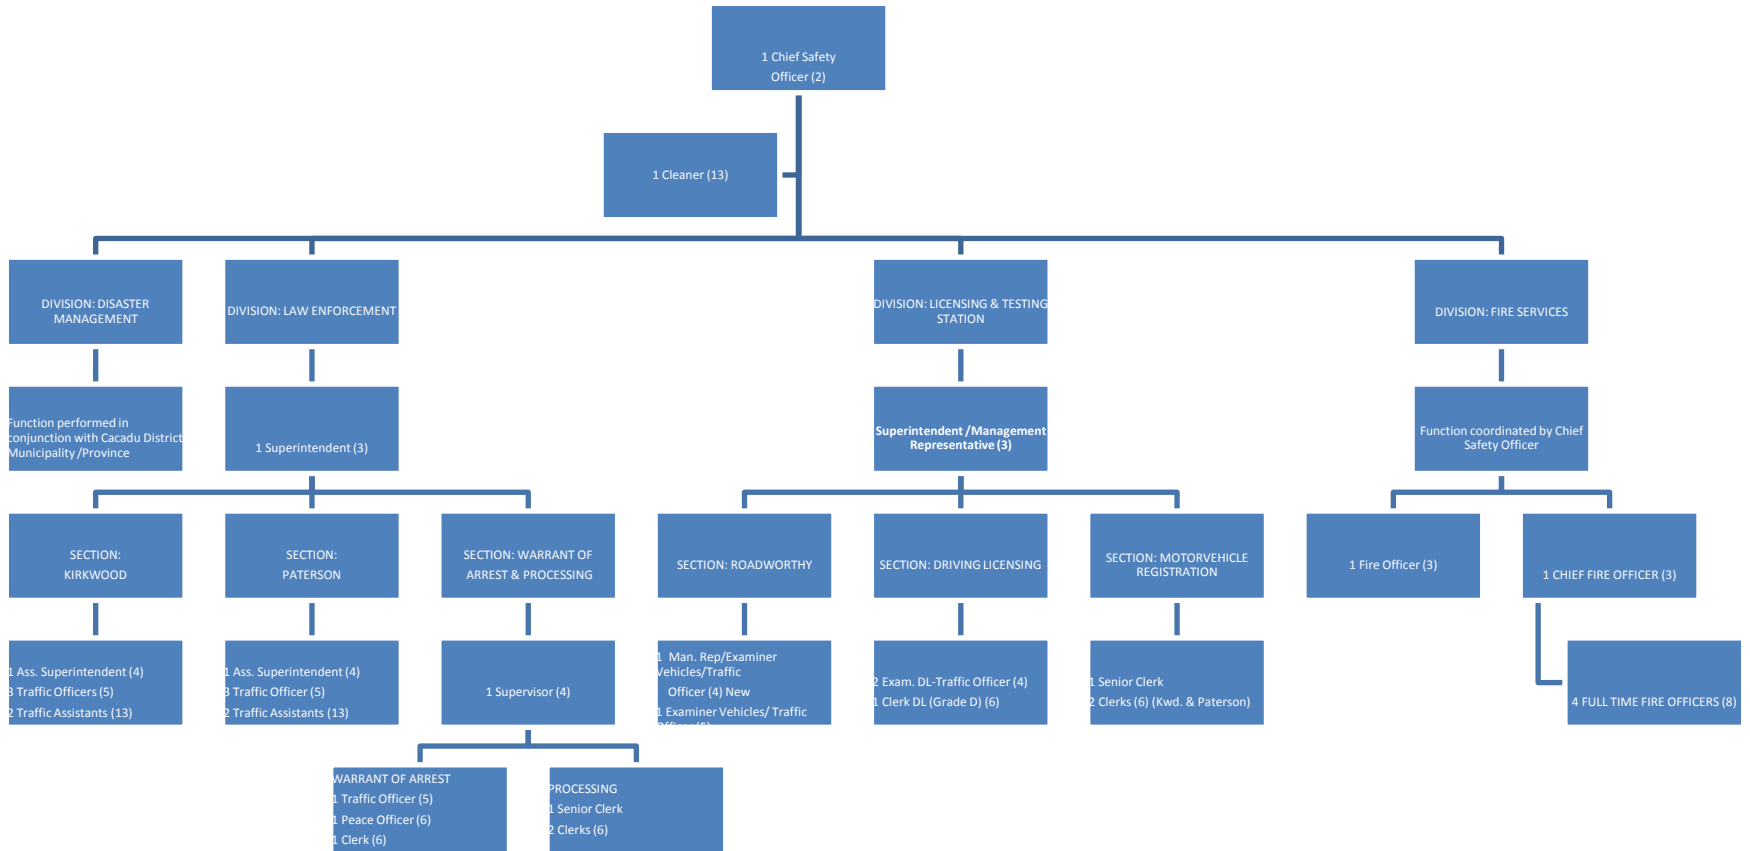 1 Chief Safety
Officer (2)
1 Cleaner (13)
DIVISION: DISASTER
MANAGEMENT
DIVISION: LAW ENFORCEMENT
DIVISION: LICENSING & TESTING
STATION
DIVISION: FIRE SERVICES
Function performed in
conjunction with Cacadu District
Municipality /Province
1 Superintendent (3)
Superintendent /Management
Representative (3)
Function coordinated by Chief
Safety Officer
SECTION:
KIRKWOOD
SECTION:
PATERSON
SECTION: WARRANT OF
ARREST & PROCESSING
SECTION: ROADWORTHY
SECTION: DRIVING LICENSING
SECTION: MOTORVEHICLE
REGISTRATION
1 Fire Officer (3)
1 CHIEF FIRE OFFICER (3)
1 Ass. Superintendent (4)
3 Traffic Officers (5)
2 Traffic Assistants (13)
1 Ass. Superintendent (4)
3 Traffic Officer (5)
2 Traffic Assistants (13)
1 Supervisor (4)
1 Man. Rep/Examiner
Vehicles/Traffic
Officer (4) New
1 Examiner Vehicles/ Traffic
Officer (5)
2 Exam. DL-Traffic Officer (4)
1 Clerk DL (Grade D) (6)
1 Senior Clerk
2 Clerks (6) (Kwd. & Paterson)
4 FULL TIME FIRE OFFICERS (8)
WARRANT OF ARREST
1 Traffic Officer (5)
1 Peace Officer (6)
1 Clerk (6)
PROCESSING
1 Senior Clerk
2 Clerks (6)